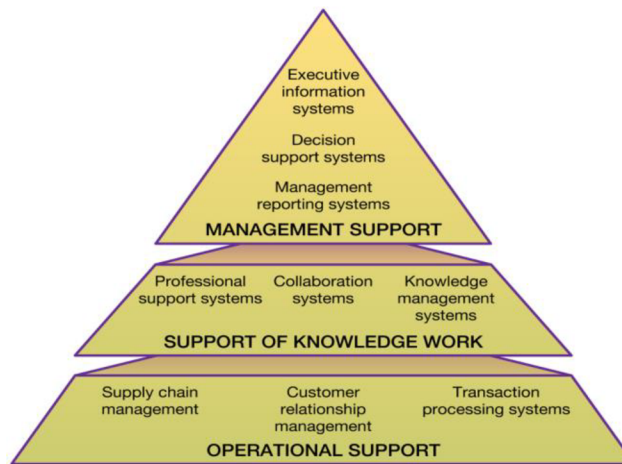 Executive
information
systems
Decision
support systems
Management
reporting systems
MANAGEMENT SUPPORT
Professional
support systems
Collaboration
systems
Knowledge
management
systems
SUPPORT OF KNOWLEDGE WORK
Supply chain
management
Customer
relationship
management
Transaction
processing systems
OPERATIONAL SUPPORT